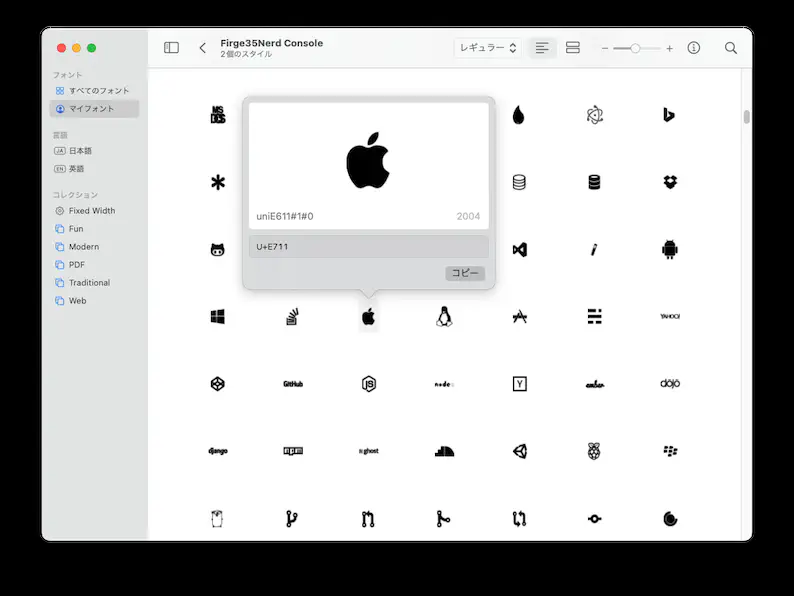 Firge35Nerd Console
2個のスタイル
レギュラー
フォント
すべてのフォント
マイフォント
言語
JA 日本語
EN 英語
コレクション
Fixed Width
Fun
Modern
PDF
Traditional
Web
MS
DOS
uniE611#1#0
2004
U+E711
コピー
YAHOO!
GitHub
JS
node
Y
ember
dojo
django
npm
ghost